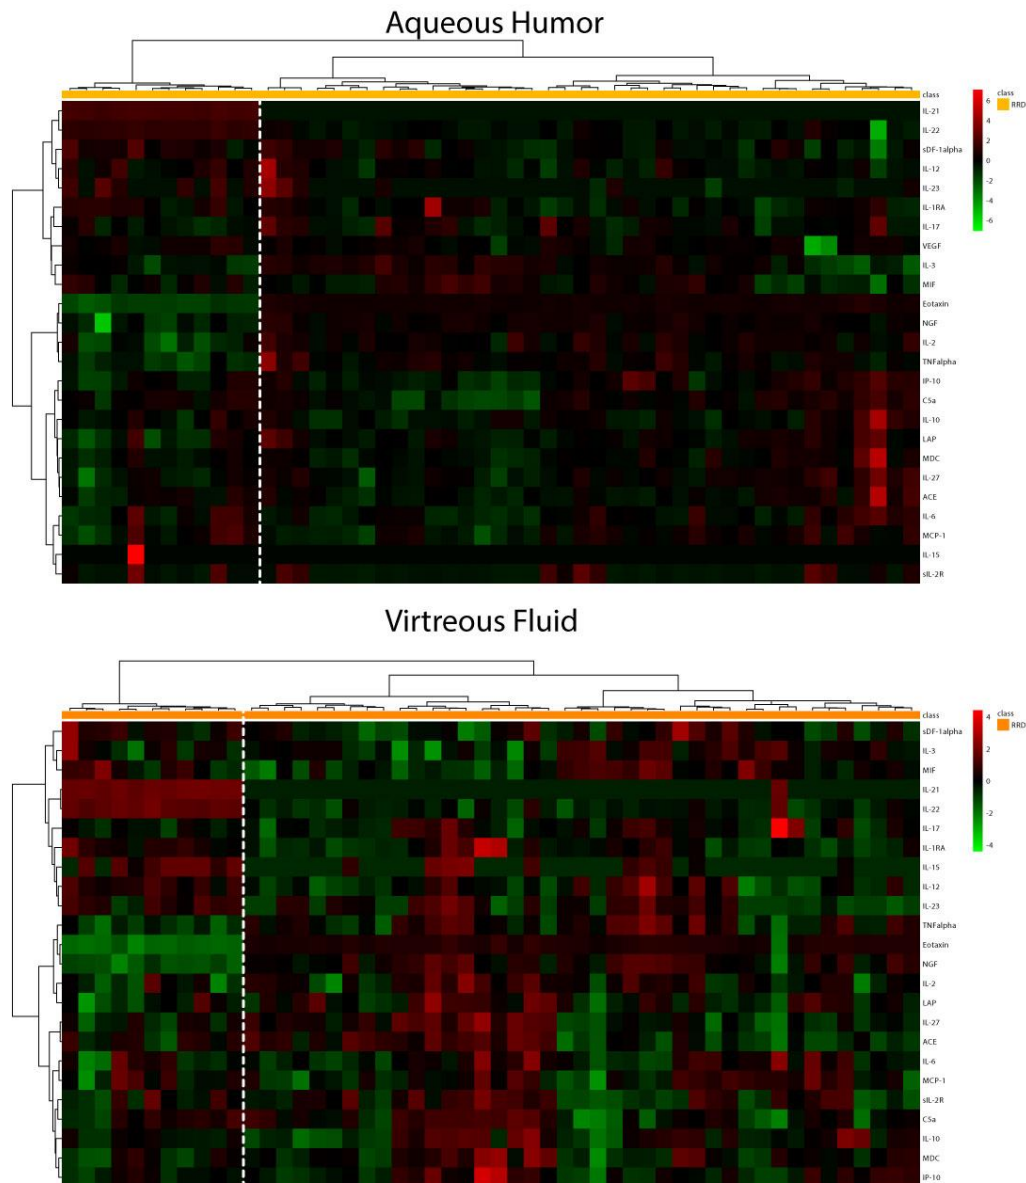 Aqueous Humor
class
IL-21
IL-22
sDF-1alpha
IL-12
IL-23
IL-1RA
IL-17
VEGF
IL-3
MIF
Eotaxin
NGF
IL-2
TNFalpha
IP-10
C5a
IL-10
LAP
MDC
IL-27
ACE
IL-6
MCP-1
IL-15
sIL-2R
6
4
2
0
-2
-4
-6
class
RRD
Virtreous Fluid
class
sDF-1alpha
IL-3
MIF
IL-21
IL-22
IL-17
IL-1RA
IL-15
IL-12
IL-23
TNFalpha
Eotaxin
NGF
IL-2
LAP
IL-27
ACE
IL-6
MCP-1
sIL-2R
C5a
IL-10
MDC
IP-10
4
2
0
-2
-4
class
RRD